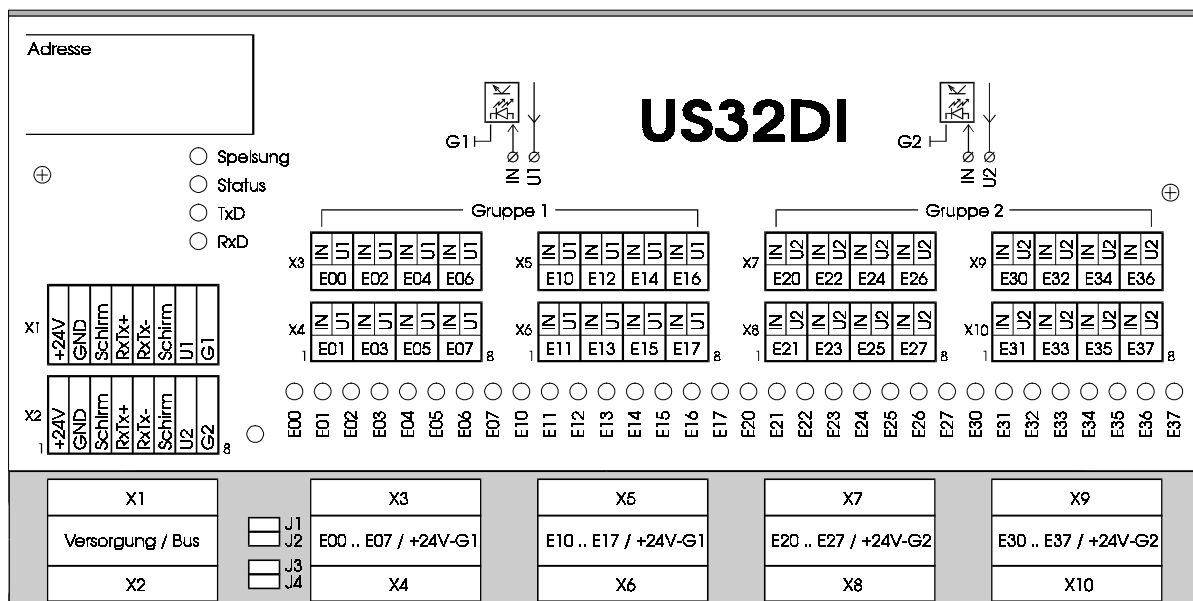 Adresse
US32DI
G1
IN
U1
G2
IN
U2
Speisung
Status
TxD
RxD
Gruppe 1
Gruppe 2
X3
IN U1 IN U1 IN U1 IN U1
E00 E02 E04 E06
X5
IN U1 IN U1 IN U1 IN U1
E10 E12 E14 E16
X7
IN U2 IN U2 IN U2 IN U2
E20 E22 E24 E26
X9
IN U2 IN U2 IN U2 IN U2
E30 E32 E34 E36
X4
IN U1 IN U1 IN U1 IN U1
1 E01 E03 E05 E07 8
X6
IN U1 IN U1 IN U1 IN U1
1 E11 E13 E15 E17 8
X8
IN U2 IN U2 IN U2 IN U2
1 E21 E23 E25 E27 8
X10
IN U2 IN U2 IN U2 IN U2
1 E31 E33 E35 E37 8
X1
+24V GND Schirm RxTx+ RxTx- Schirm U1 G1
X2
1 +24V GND Schirm RxTx+ RxTx- Schirm U2 G2 8
E00 E01 E02 E03 E04 E05 E06 E07 E10 E11 E12 E13 E14 E15 E16 E17 E20 E21 E22 E23 E24 E25 E26 E27 E30 E31 E32 E33 E34 E35 E36 E37
X1
Versorgung / Bus
X2
J1
J2
J3
J4
X3
E00 .. E07 / +24V-G1
X4
X5
E10 .. E17 / +24V-G1
X6
X7
E20 .. E27 / +24V-G2
X8
X9
E30 .. E37 / +24V-G2
X10